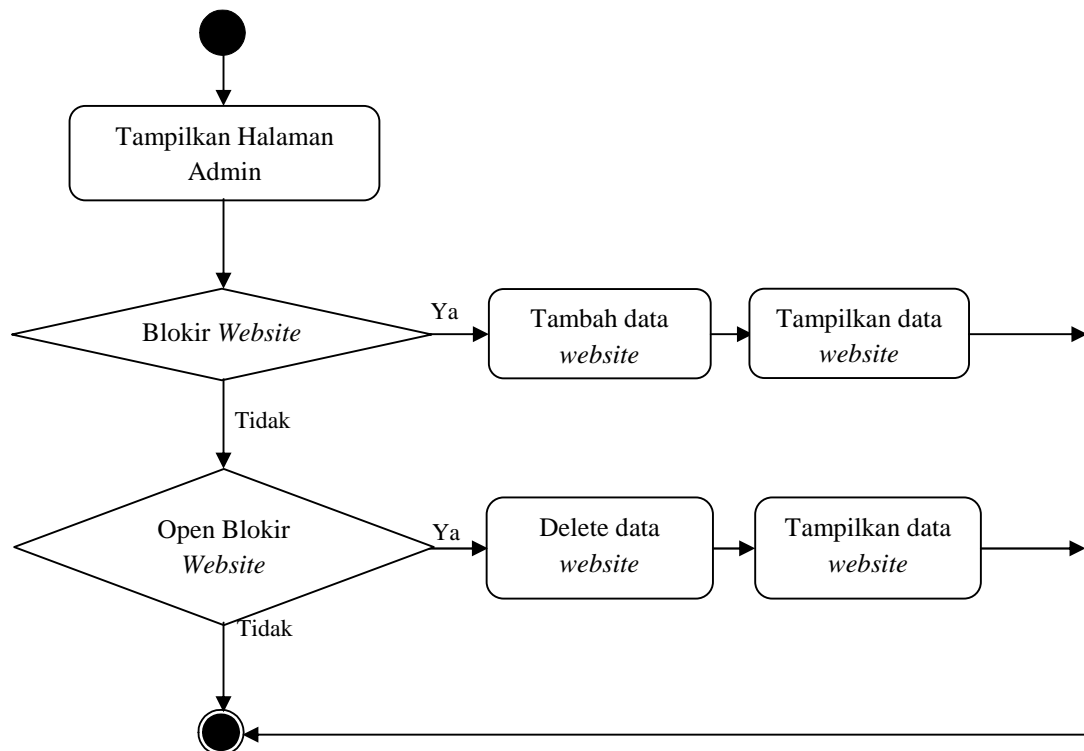 Tampilkan Halaman
Admin
Blokir Website
Ya
Tambah data
website
Tampilkan data
website
Tidak
Open Blokir
Website
Ya
Delete data
website
Tampilkan data
website
Tidak